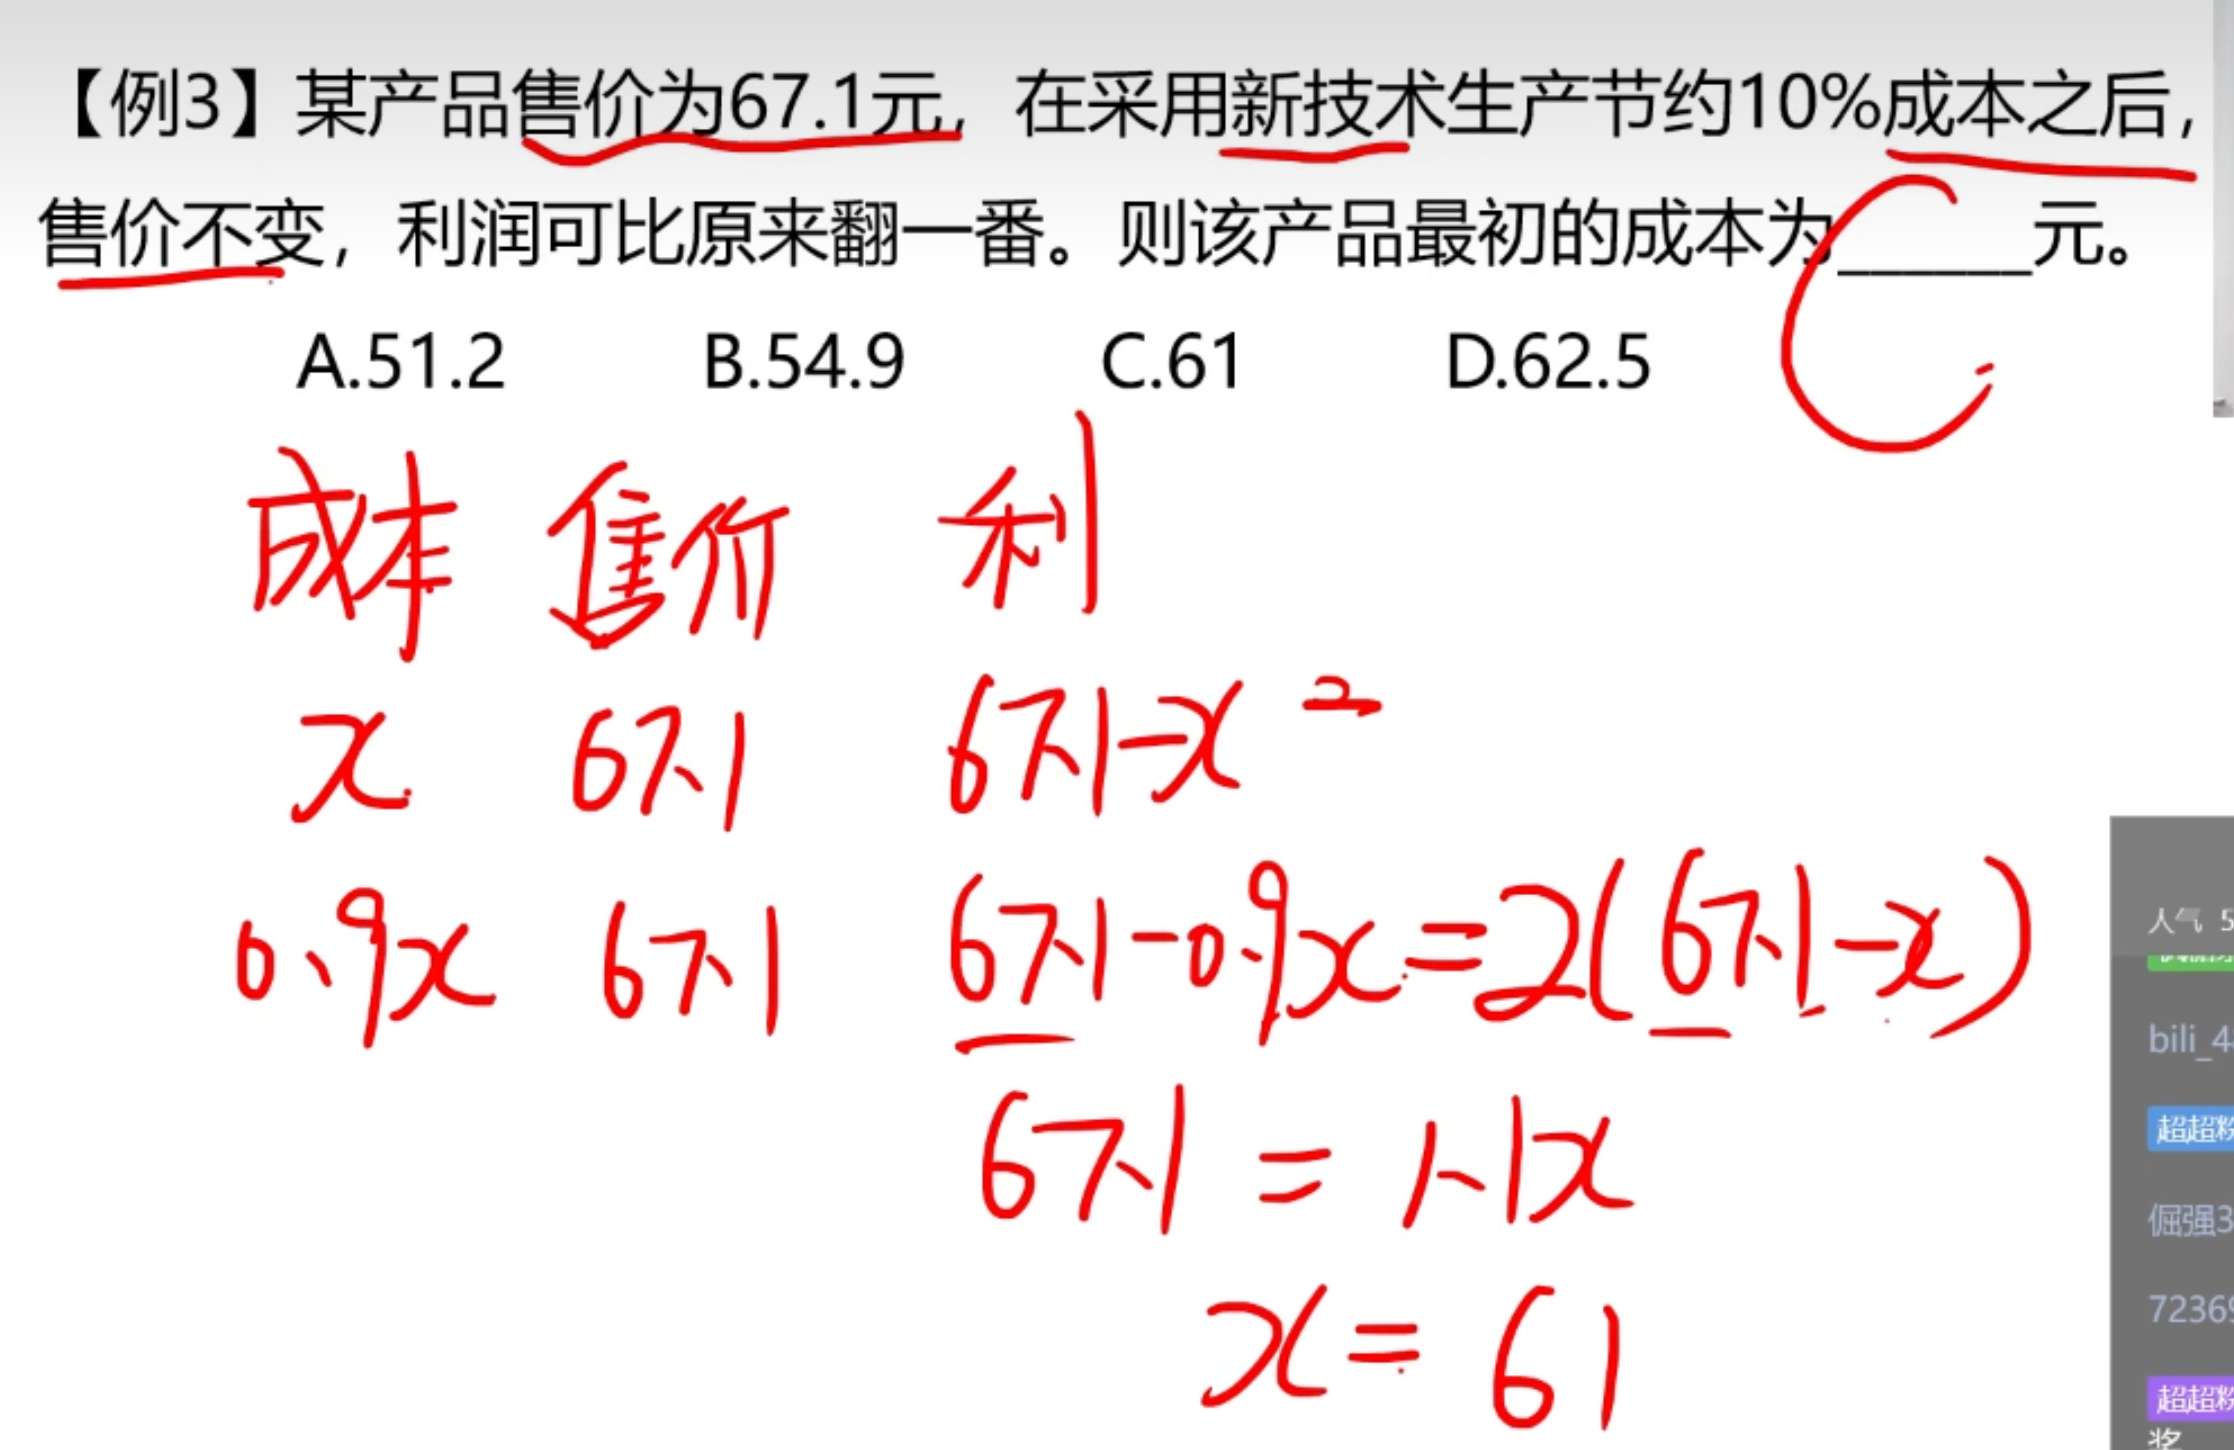 【例3】某产品售价为67.1元，在采用新技术生产节约10%成本之后，
售价不变，利润可比原来翻一番。则该产品最初的成本为______元。
A.51.2 B.54.9 C.61 D.62.5
C
成本 售价 利
x 67.1 67.1-x 2
0.9x 67.1 67.1-0.9x=2(67.1-x)
67.1=1.1x
x=61
人气 5
bili_4
超超粉
倔强3
7236
超超粉
奖